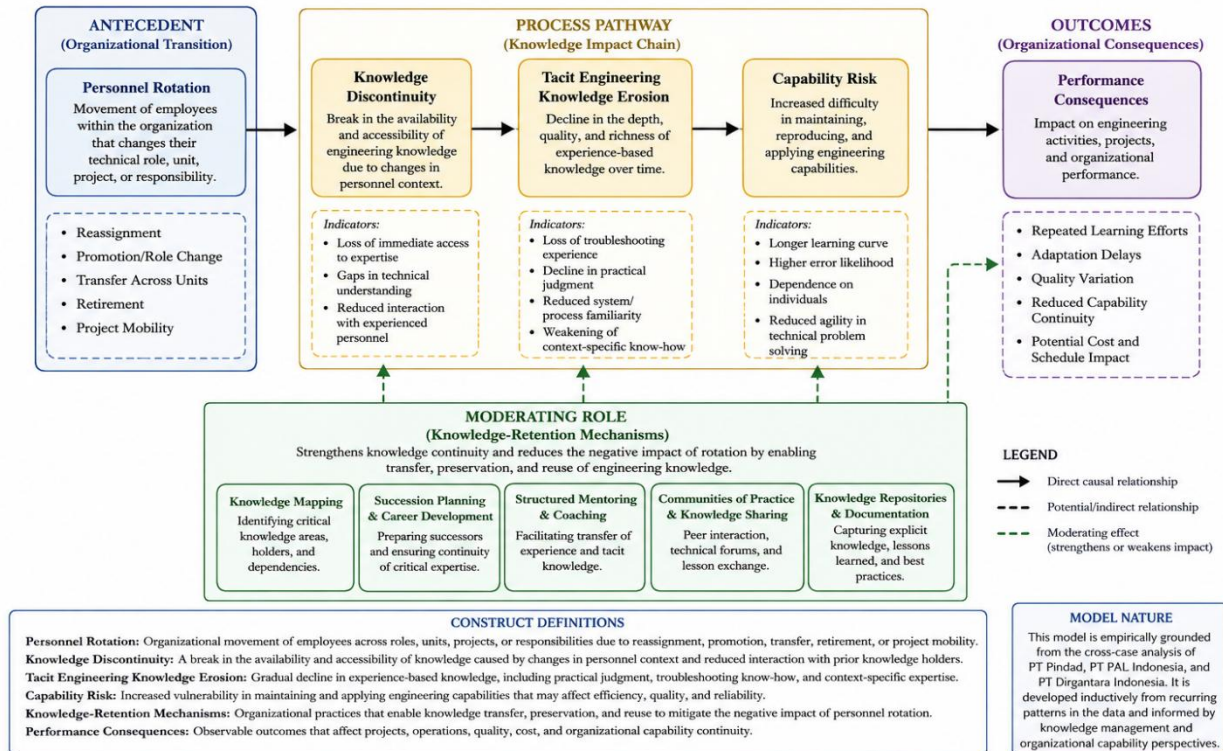 ANTECEDENT
(Organizational Transition)
Personnel Rotation
Movement of employees
within the organization
that changes their
technical role, unit,
project, or responsibility.
• Reassignment
• Promotion/Role Change
• Transfer Across Units
• Retirement
• Project Mobility
PROCESS PATHWAY
(Knowledge Impact Chain)
Knowledge
Discontinuity
Break in the availability
and accessibility of
engineering knowledge
due to changes in
personnel context.
Indicators:
• Loss of immediate access
to expertise
• Gaps in technical
understanding
• Reduced interaction
with experienced
personnel
Tacit Engineering
Knowledge Erosion
Decline in the depth,
quality, and richness of
experience-based
knowledge over time.
Indicators:
• Loss of troubleshooting
experience
• Decline in practical
judgment
• Reduced system/
process familiarity
• Weakening of
context-specific know-how
Capability Risk
Increased difficulty
in maintaining,
reproducing, and
applying engineering
capabilities.
Indicators:
• Longer learning curve
• Higher error likelihood
• Dependence on
individuals
• Reduced agility in
technical problem
solving
OUTCOMES
(Organizational Consequences)
Performance
Consequences
Impact on engineering
activities, projects,
and organizational
performance.
• Repeated Learning Efforts
• Adaptation Delays
• Quality Variation
• Reduced Capability
Continuity
• Potential Cost and
Schedule Impact
MODERATING ROLE
(Knowledge-Retention Mechanisms)
Strengthens knowledge continuity and reduces the negative impact of rotation by enabling
transfer, preservation, and reuse of engineering knowledge.
Knowledge Mapping
Identifying critical
knowledge areas,
holders, and
dependencies.
Succession Planning
& Career Development
Preparing successors
and ensuring continuity
of critical expertise.
Structured Mentoring
& Coaching
Facilitating transfer of
experience and tacit
knowledge.
Communities of Practice
& Knowledge Sharing
Peer interaction,
technical forums, and
lesson exchange.
Knowledge Repositories
& Documentation
Capturing explicit
knowledge, lessons
learned, and best
practices.
LEGEND
Direct causal relationship
Potential/indirect relationship
Moderating effect
(strengthens or weakens impact)
CONSTRUCT DEFINITIONS
Personnel Rotation: Organizational movement of employees across roles, units, projects, or responsibilities due to reassignment, promotion, transfer, retirement, or project mobility.
Knowledge Discontinuity: A break in the availability and accessibility of knowledge caused by changes in personnel context and reduced interaction with prior knowledge holders.
Tacit Engineering Knowledge Erosion: Gradual decline in experience-based knowledge, including practical judgment, troubleshooting know-how, and context-specific expertise.
Capability Risk: Increased vulnerability in maintaining and applying engineering capabilities that may affect efficiency, quality, and reliability.
Knowledge-Retention Mechanisms: Organizational practices that enable knowledge transfer, preservation, and reuse to mitigate the negative impact of personnel rotation.
Performance Consequences: Observable outcomes that affect projects, operations, quality, cost, and organizational capability continuity.
MODEL NATURE
This model is empirically grounded
from the cross-case analysis of
PT Pindad, PT PAL Indonesia, and
PT Dirgantara Indonesia. It is
developed inductively from recurring
patterns in the data and informed by
knowledge management and
organizational capability perspectives.